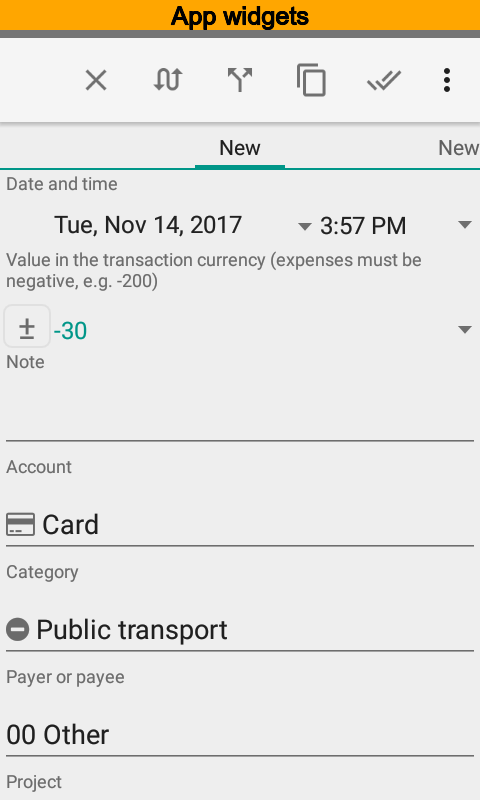 App widgets
New
New
Date and time
Tue, Nov 14, 2017
3:57 PM
Value in the transaction currency (expenses must be
negative, e.g. -200)
-30
Note
Account
Card
Category
Public transport
Payer or payee
00 Other
Project